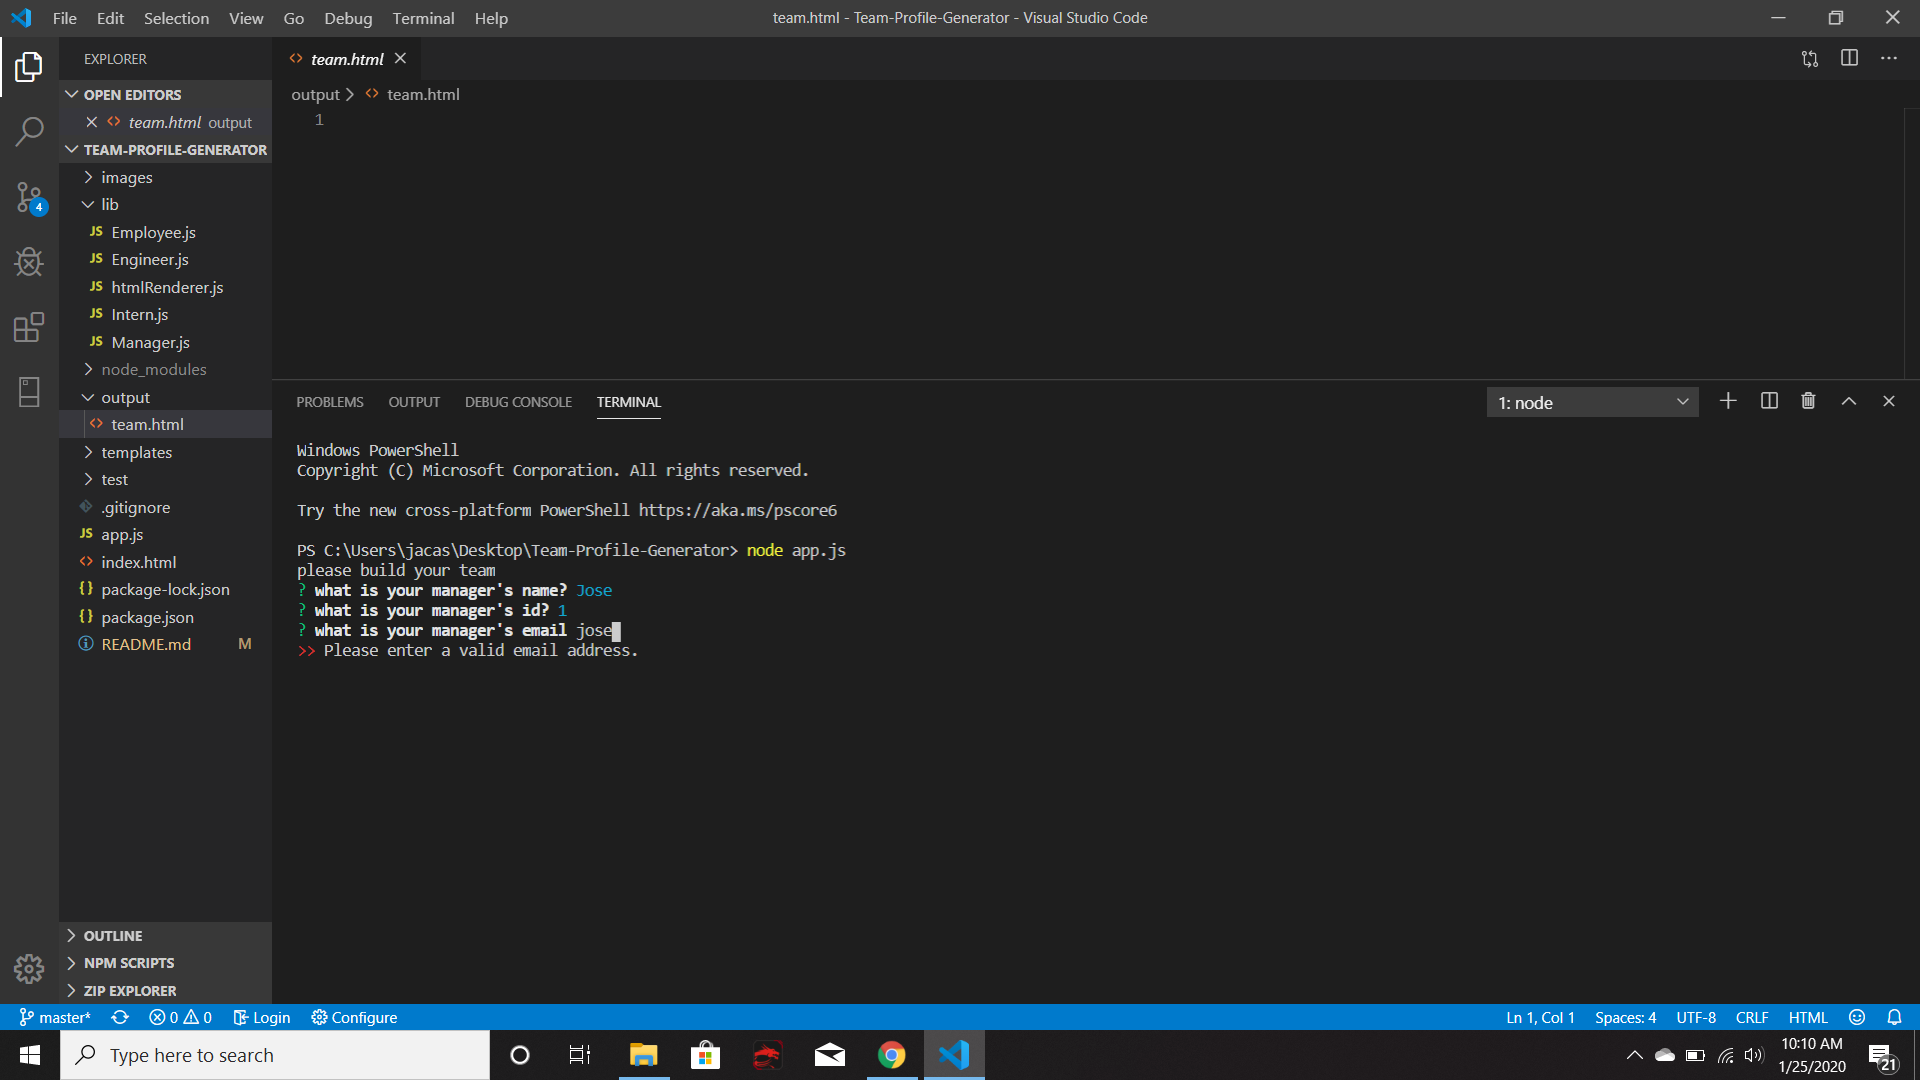 File Edit Selection View Go Debug Terminal Help
team.html - Team-Profile-Generator - Visual Studio Code
EXPLORER
OPEN EDITORS
team.html output
TEAM-PROFILE-GENERATOR
images
lib
JS Employee.js
JS Engineer.js
JS htmlRenderer.js
JS Intern.js
JS Manager.js
node_modules
output
<> team.html
templates
test
.gitignore
JS app.js
<> index.html
{} package-lock.json
{} package.json
README.md M
OUTLINE
NPM SCRIPTS
ZIP EXPLORER
4
<> team.html
output > <> team.html
1
PROBLEMS OUTPUT DEBUG CONSOLE TERMINAL
1: node
Windows PowerShell
Copyright (C) Microsoft Corporation. All rights reserved.
Try the new cross-platform PowerShell https://aka.ms/pscore6
PS C:\Users\jacas\Desktop\Team-Profile-Generator> node app.js
please build your team
? what is your manager's name? Jose
? what is your manager's id? 1
? what is your manager's email jose
>> Please enter a valid email address.
master* 0 0 Login Configure
Ln 1, Col 1 Spaces: 4 UTF-8 CRLF HTML
Type here to search
10:10 AM
1/25/2020
21